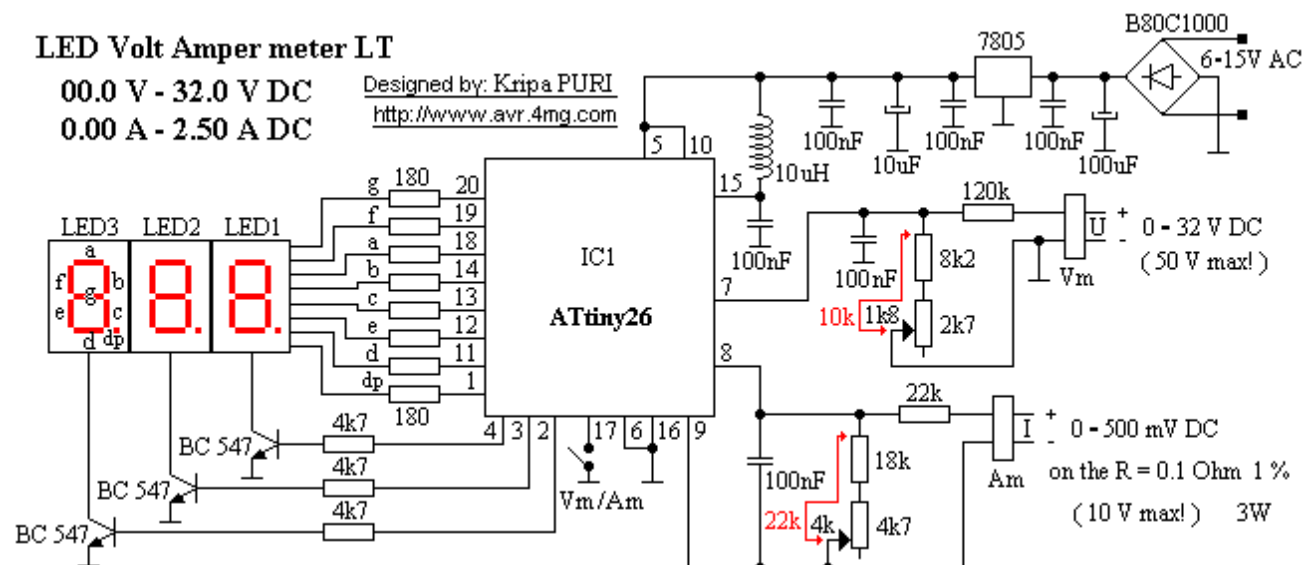 LED Volt Amper meter LT
00.0 V - 32.0 V DC
0.00 A - 2.50 A DC
Designed by: Kripa PURI
http://www.avr.4mg.com
B80C1000
7805
6-15V AC
100nF
10uF
100nF
100nF
100uF
10uH
5
10
15
100nF
g 180 20
f 19
a 18
b 14
c 13
e 12
d 11
dp 1
180
LED3 LED2 LED1
a
f b
g
e c
d dp
IC1
ATtiny26
7
8
4 3 2 17 6 16 9
120k
100nF
8k2
10k 1k8
2k7
U
+
-
Vm
0 - 32 V DC
( 50 V max! )
22k
100nF
18k
22k 4k
4k7
I
+
-
Am
0 - 500 mV DC
on the R = 0.1 Ohm 1 %
( 10 V max! ) 3W
Vm/Am
BC 547 4k7
BC 547 4k7
BC 547 4k7